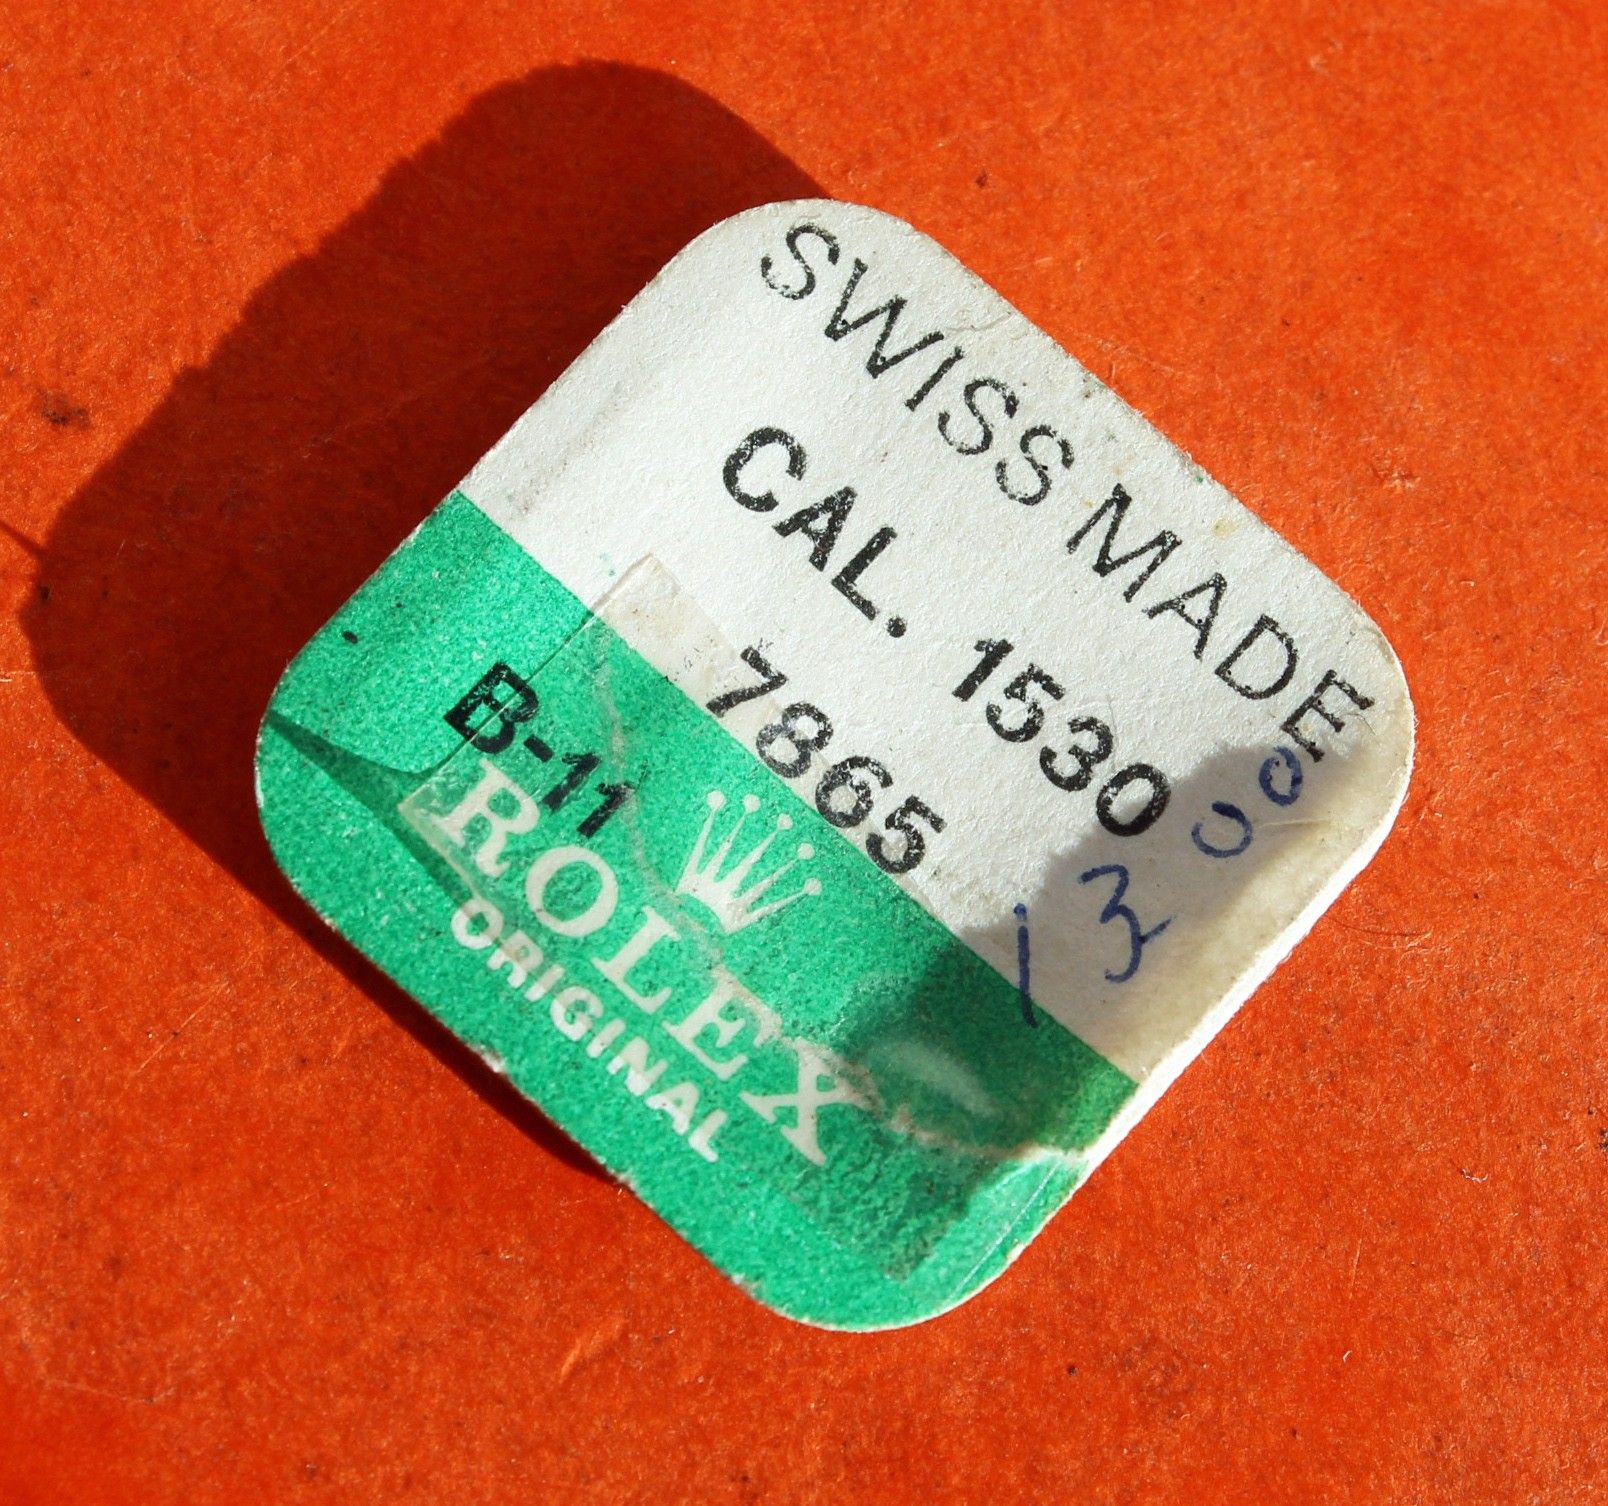 SWISS MADE
CAL. 1530
7865
13 00
B-11
ROLEX
ORIGINAL